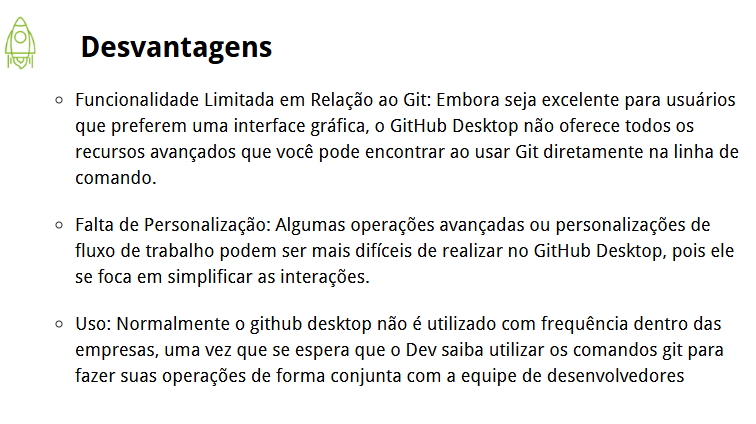 Desvantagens
Funcionalidade Limitada em Relação ao Git: Embora seja excelente para usuários
que preferem uma interface gráfica, o GitHub Desktop não oferece todos os
recursos avançados que você pode encontrar ao usar Git diretamente na linha de
comando.
Falta de Personalização: Algumas operações avançadas ou personalizações de
fluxo de trabalho podem ser mais difíceis de realizar no GitHub Desktop, pois ele
se foca em simplificar as interações.
Uso: Normalmente o github desktop não é utilizado com frequência dentro das
empresas, uma vez que se espera que o Dev saiba utilizar os comandos git para
fazer suas operações de forma conjunta com a equipe de desenvolvedores